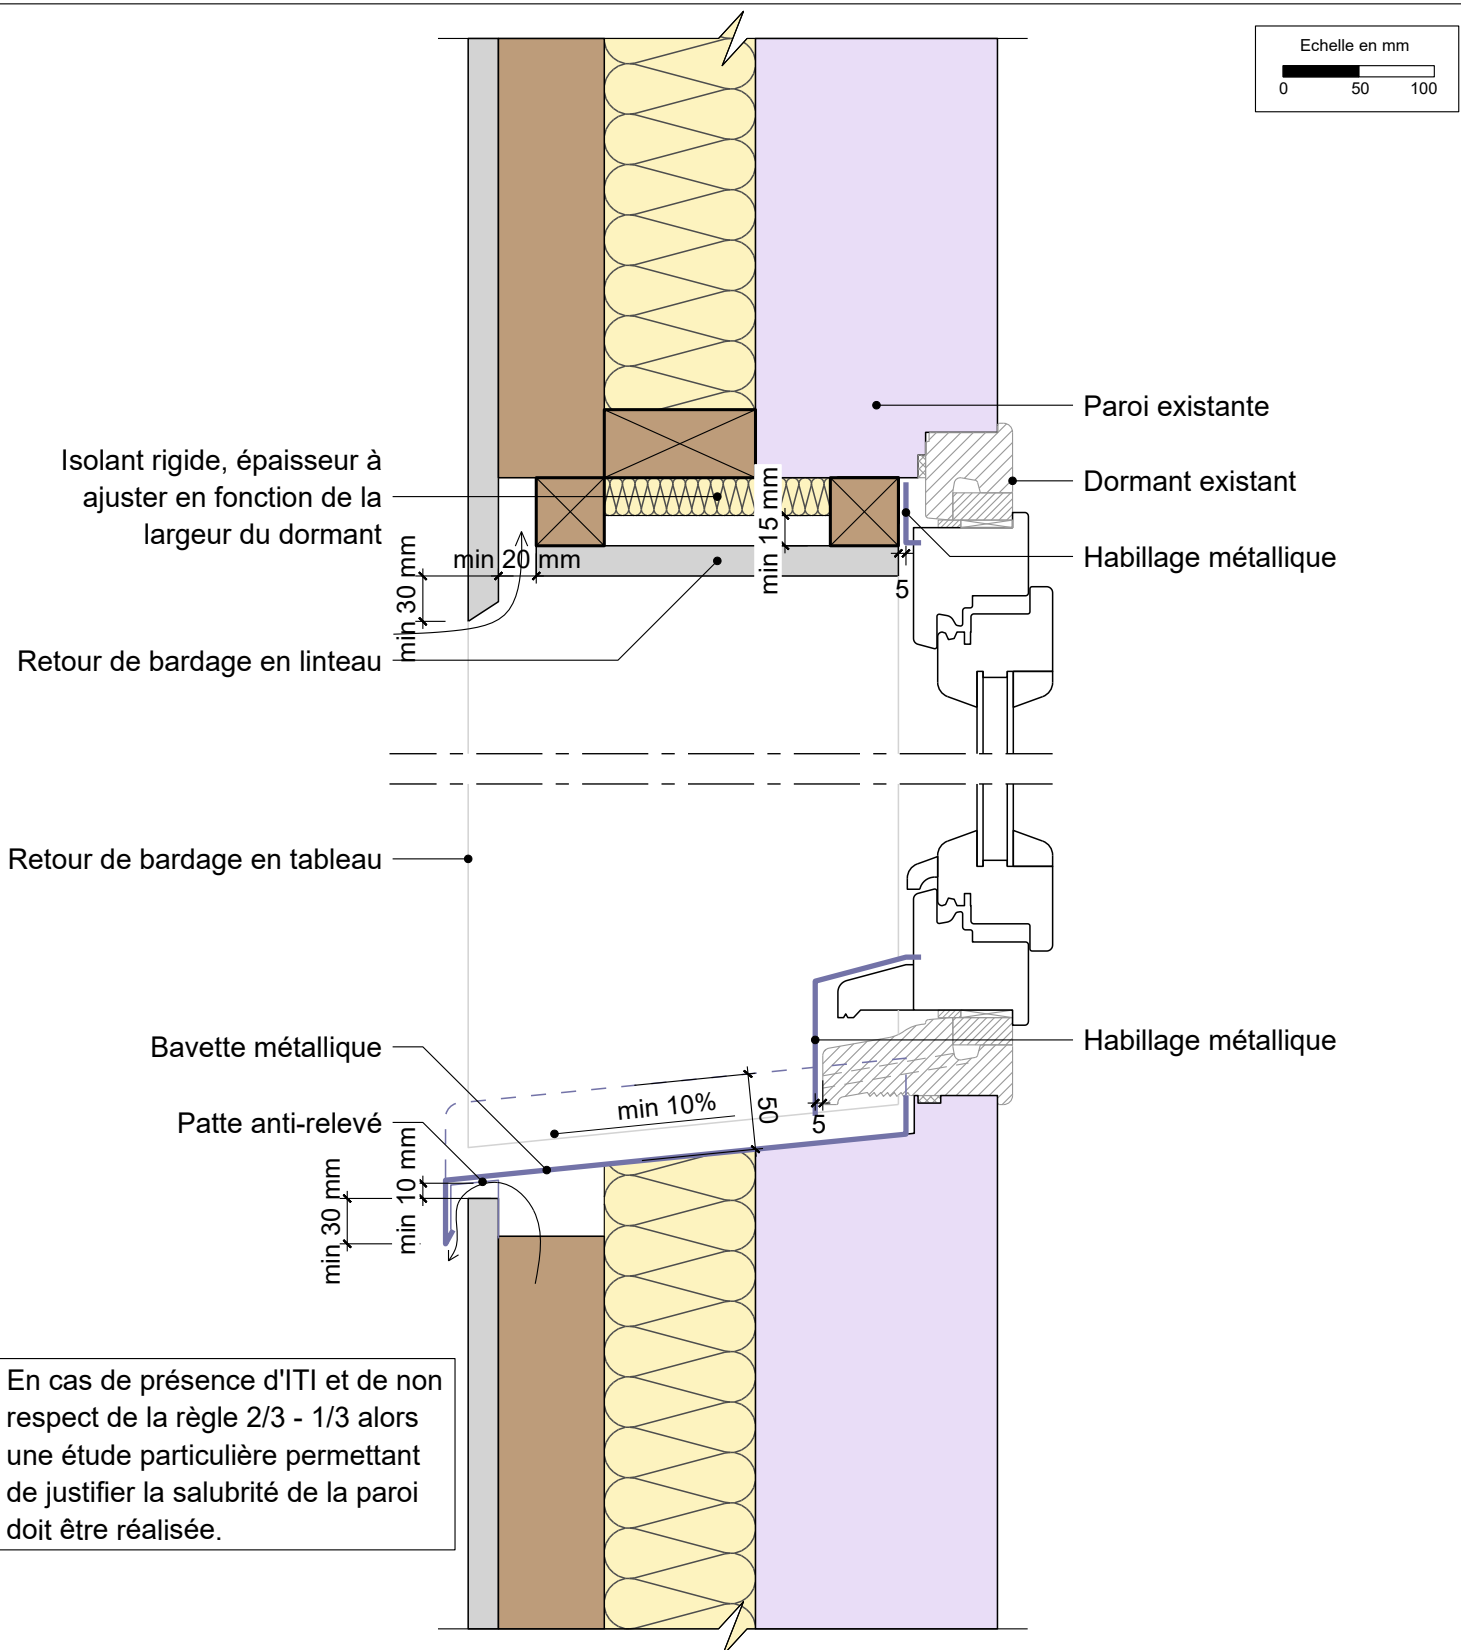 Echelle en mm
0 50 100
Paroi existante
Isolant rigide, épaisseur à
ajuster en fonction de la
largeur du dormant
Dormant existant
min 15 mm
min 20 mm
Habillage métallique
min 30 mm
5
Retour de bardage en linteau
Retour de bardage en tableau
Bavette métallique
Habillage métallique
min 10%
50
5
Patte anti-relevé
min 10 mm
min 30 mm
En cas de présence d'ITI et de non
respect de la règle 2/3 - 1/3 alors
une étude particulière permettant
de justifier la salubrité de la paroi
doit être réalisée.